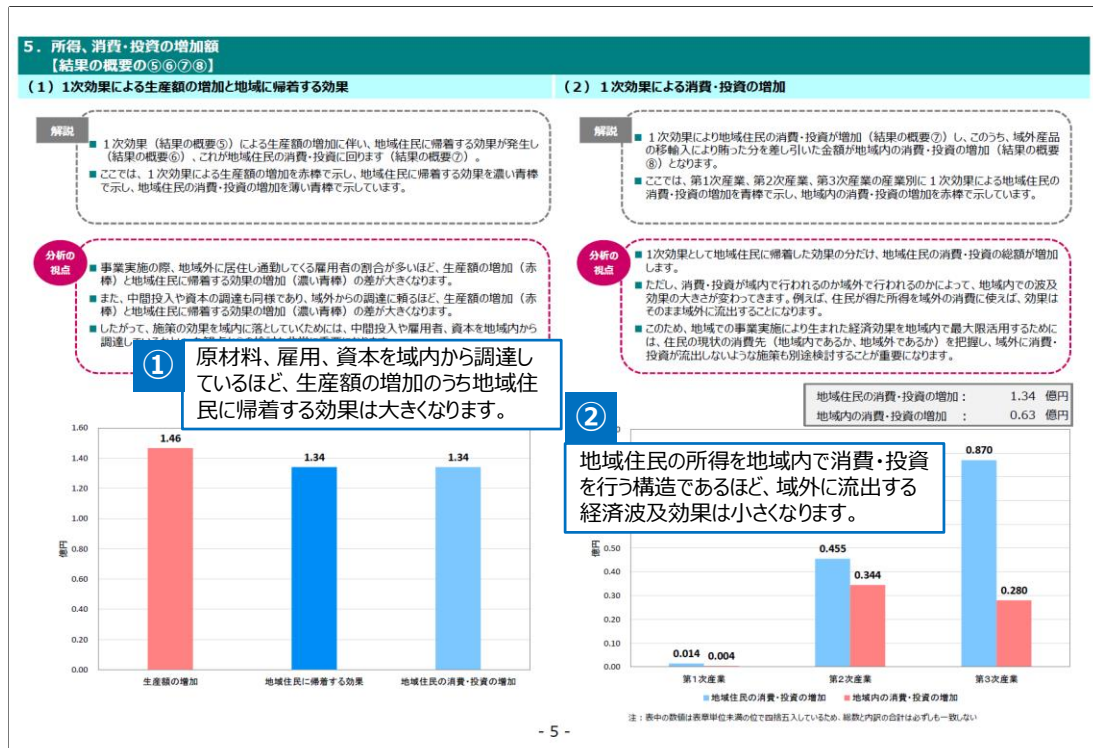 5．所得、消費・投資の増加額
【結果の概要の⑤⑥⑦⑧】
（1）1次効果による生産額の増加と地域に帰着する効果
解説
■ 1次効果（結果の概要⑤）による生産額の増加に伴い、地域住民に帰着する効果が発生し
（結果の概要⑥）、これが地域住民の消費・投資に回ります（結果の概要⑦）。
■ ここでは、1次効果による生産額の増加を赤棒で示し、地域住民に帰着する効果を濃い青棒
で示し、地域住民の消費・投資の増加を薄い青棒で示しています。
分析の
視点
■ 事業実施の際、地域外に居住し通勤してくる雇用者の割合が多いほど、生産額の増加（赤
棒）と地域住民に帰着する効果の増加（濃い青棒）の差が大きくなります。
■ また、中間投入や資本の調達も同様であり、域外からの調達に頼るほど、生産額の増加（赤
棒）と地域住民に帰着する効果の増加（濃い青棒）の差が大きくなります。
■ したがって、施策の効果を域内に落としていくためには、中間投入や雇用者、資本を地域内から
調達している
①
原材料、雇用、資本を域内から調達し
ているほど、生産額の増加のうち地域住
民に帰着する効果は大きくなります。
1.60
1.40
1.20
1.00
0.80
0.60
0.40
0.20
0.00
億円
1.46
1.34
1.34
生産額の増加
地域住民に帰着する効果
地域住民の消費・投資の増加
（2）1次効果による消費・投資の増加
解説
■ 1次効果により地域住民の消費・投資が増加（結果の概要⑦）し、このうち、域外産品
の移輸入により賄った分を差し引いた金額が地域内の消費・投資の増加（結果の概要
⑧）となります。
■ ここでは、第1次産業、第2次産業、第3次産業の産業別に1次効果による地域住民の
消費・投資の増加を青棒で示し、地域内の消費・投資の増加を赤棒で示しています。
分析の
視点
■ 1次効果として地域住民に帰着した効果の分だけ、地域住民の消費・投資の総額が増加
します。
■ ただし、消費・投資が域内で行われるのか域外で行われるのかによって、地域内での波及
効果の大きさが変わってきます。例えば、住民が得た所得を域外の消費に使えば、効果は
そのまま域外に流出することになります。
■ このため、地域での事業実施により生まれた経済効果を地域内で最大限活用するために
は、住民の現状の消費先（地域内であるか、地域外であるか）を把握し、域外に消費・
投資が流出しないような施策も別途検討することが重要になります。
地域住民の消費・投資の増加： 1.34 億円
地域内の消費・投資の増加 ： 0.63 億円
②
地域住民の所得を地域内で消費・投資
を行う構造であるほど、域外に流出する
経済波及効果は小さくなります。
0.50
0.40
0.30
0.20
0.10
0.00
億円
0.014
0.004
0.455
0.344
0.870
0.280
第1次産業
第2次産業
第3次産業
■地域住民の消費・投資の増加 ■地域内の消費・投資の増加
注：表中の数値は表章単位未満の位で四捨五入しているため、総数と内訳の合計は必ずしも一致しない
- 5 -